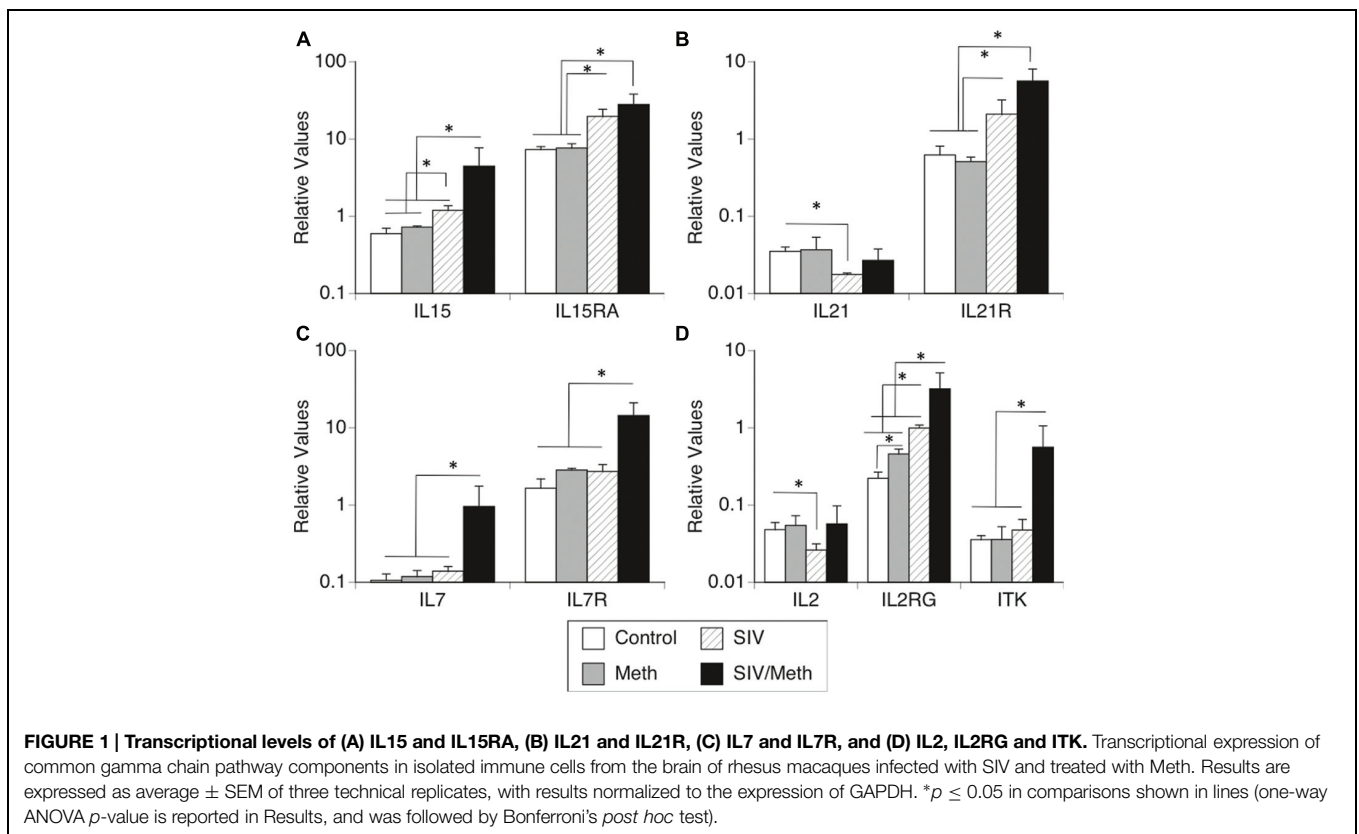 A
B
100
10
1
0.1
Relative Values
* * * *
IL15 IL15RA
10
1
0.1
0.01
Relative Values
* * *
IL21 IL21R
C
D
100
10
1
0.1
Relative Values
* *
IL7 IL7R
10
1
0.1
0.01
Relative Values
* * * * *
IL2 IL2RG ITK
Control SIV
Meth SIV/Meth
FIGURE 1 | Transcriptional levels of (A) IL15 and IL15RA, (B) IL21 and IL21R, (C) IL7 and IL7R, and (D) IL2, IL2RG and ITK. Transcriptional expression of
common gamma chain pathway components in isolated immune cells from the brain of rhesus macaques infected with SIV and treated with Meth. Results are
expressed as average ± SEM of three technical replicates, with results normalized to the expression of GAPDH. *p ≤ 0.05 in comparisons shown in lines (one-way
ANOVA p-value is reported in Results, and was followed by Bonferroni's post hoc test).